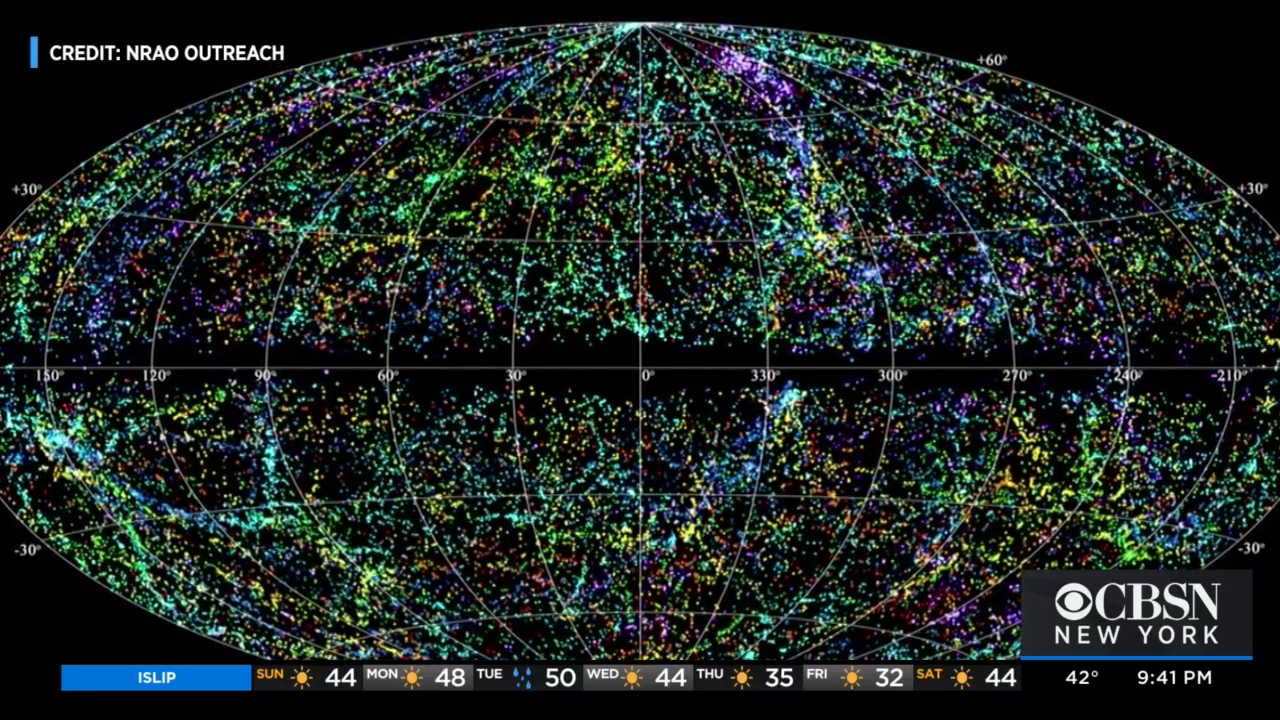 CREDIT: NRAO OUTREACH
+60°
+30°
+30°
150°
120°
90°
60°
30°
0°
330°
300°
270°
240°
-210°
-30°
-30°
CBSN
NEW YORK
ISLIP
SUN 44
MON 48
TUE 50
WED 44
THU 35
FRI 32
SAT 44
42°
9:41 PM